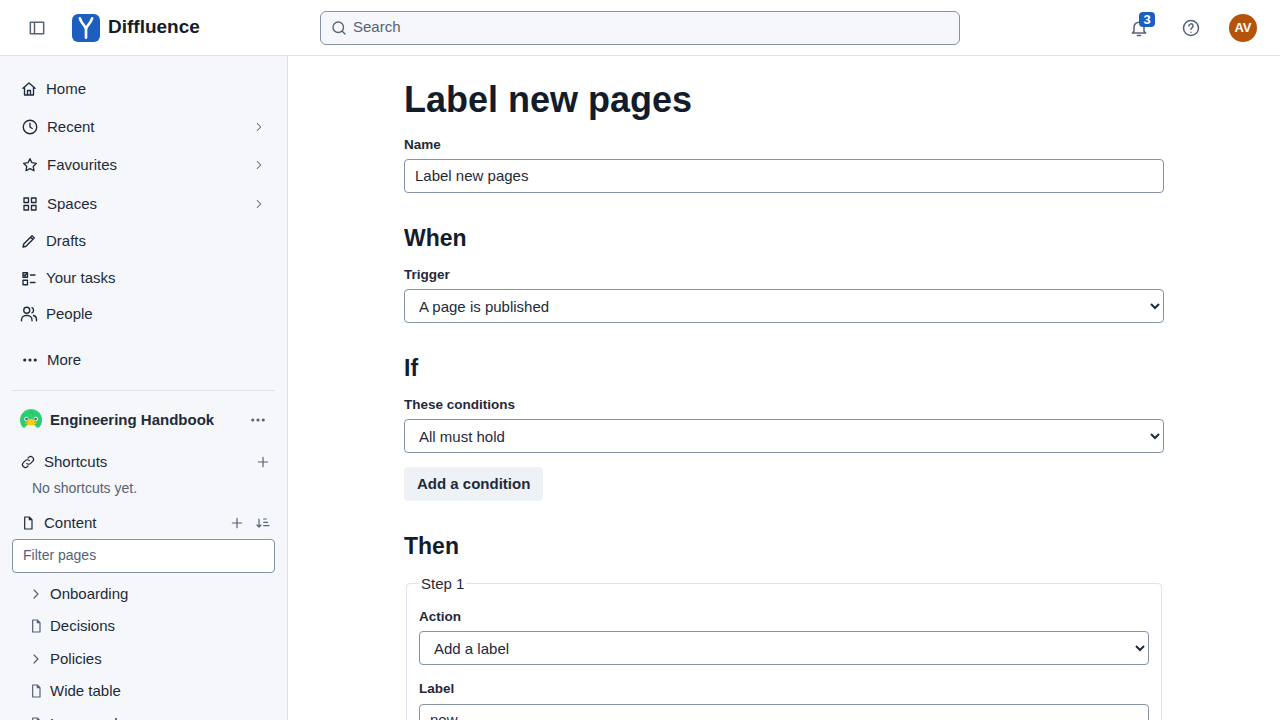 Diffluence
Search
3
AV
Home
Recent
Favourites
Spaces
Drafts
Your tasks
People
More
Engineering Handbook
Shortcuts
No shortcuts yet.
Content
Filter pages
Onboarding
Decisions
Policies
Wide table
Label new pages
Name
Label new pages
When
Trigger
A page is published
If
These conditions
All must hold
Add a condition
Then
Step 1
Action
Add a label
Label
new